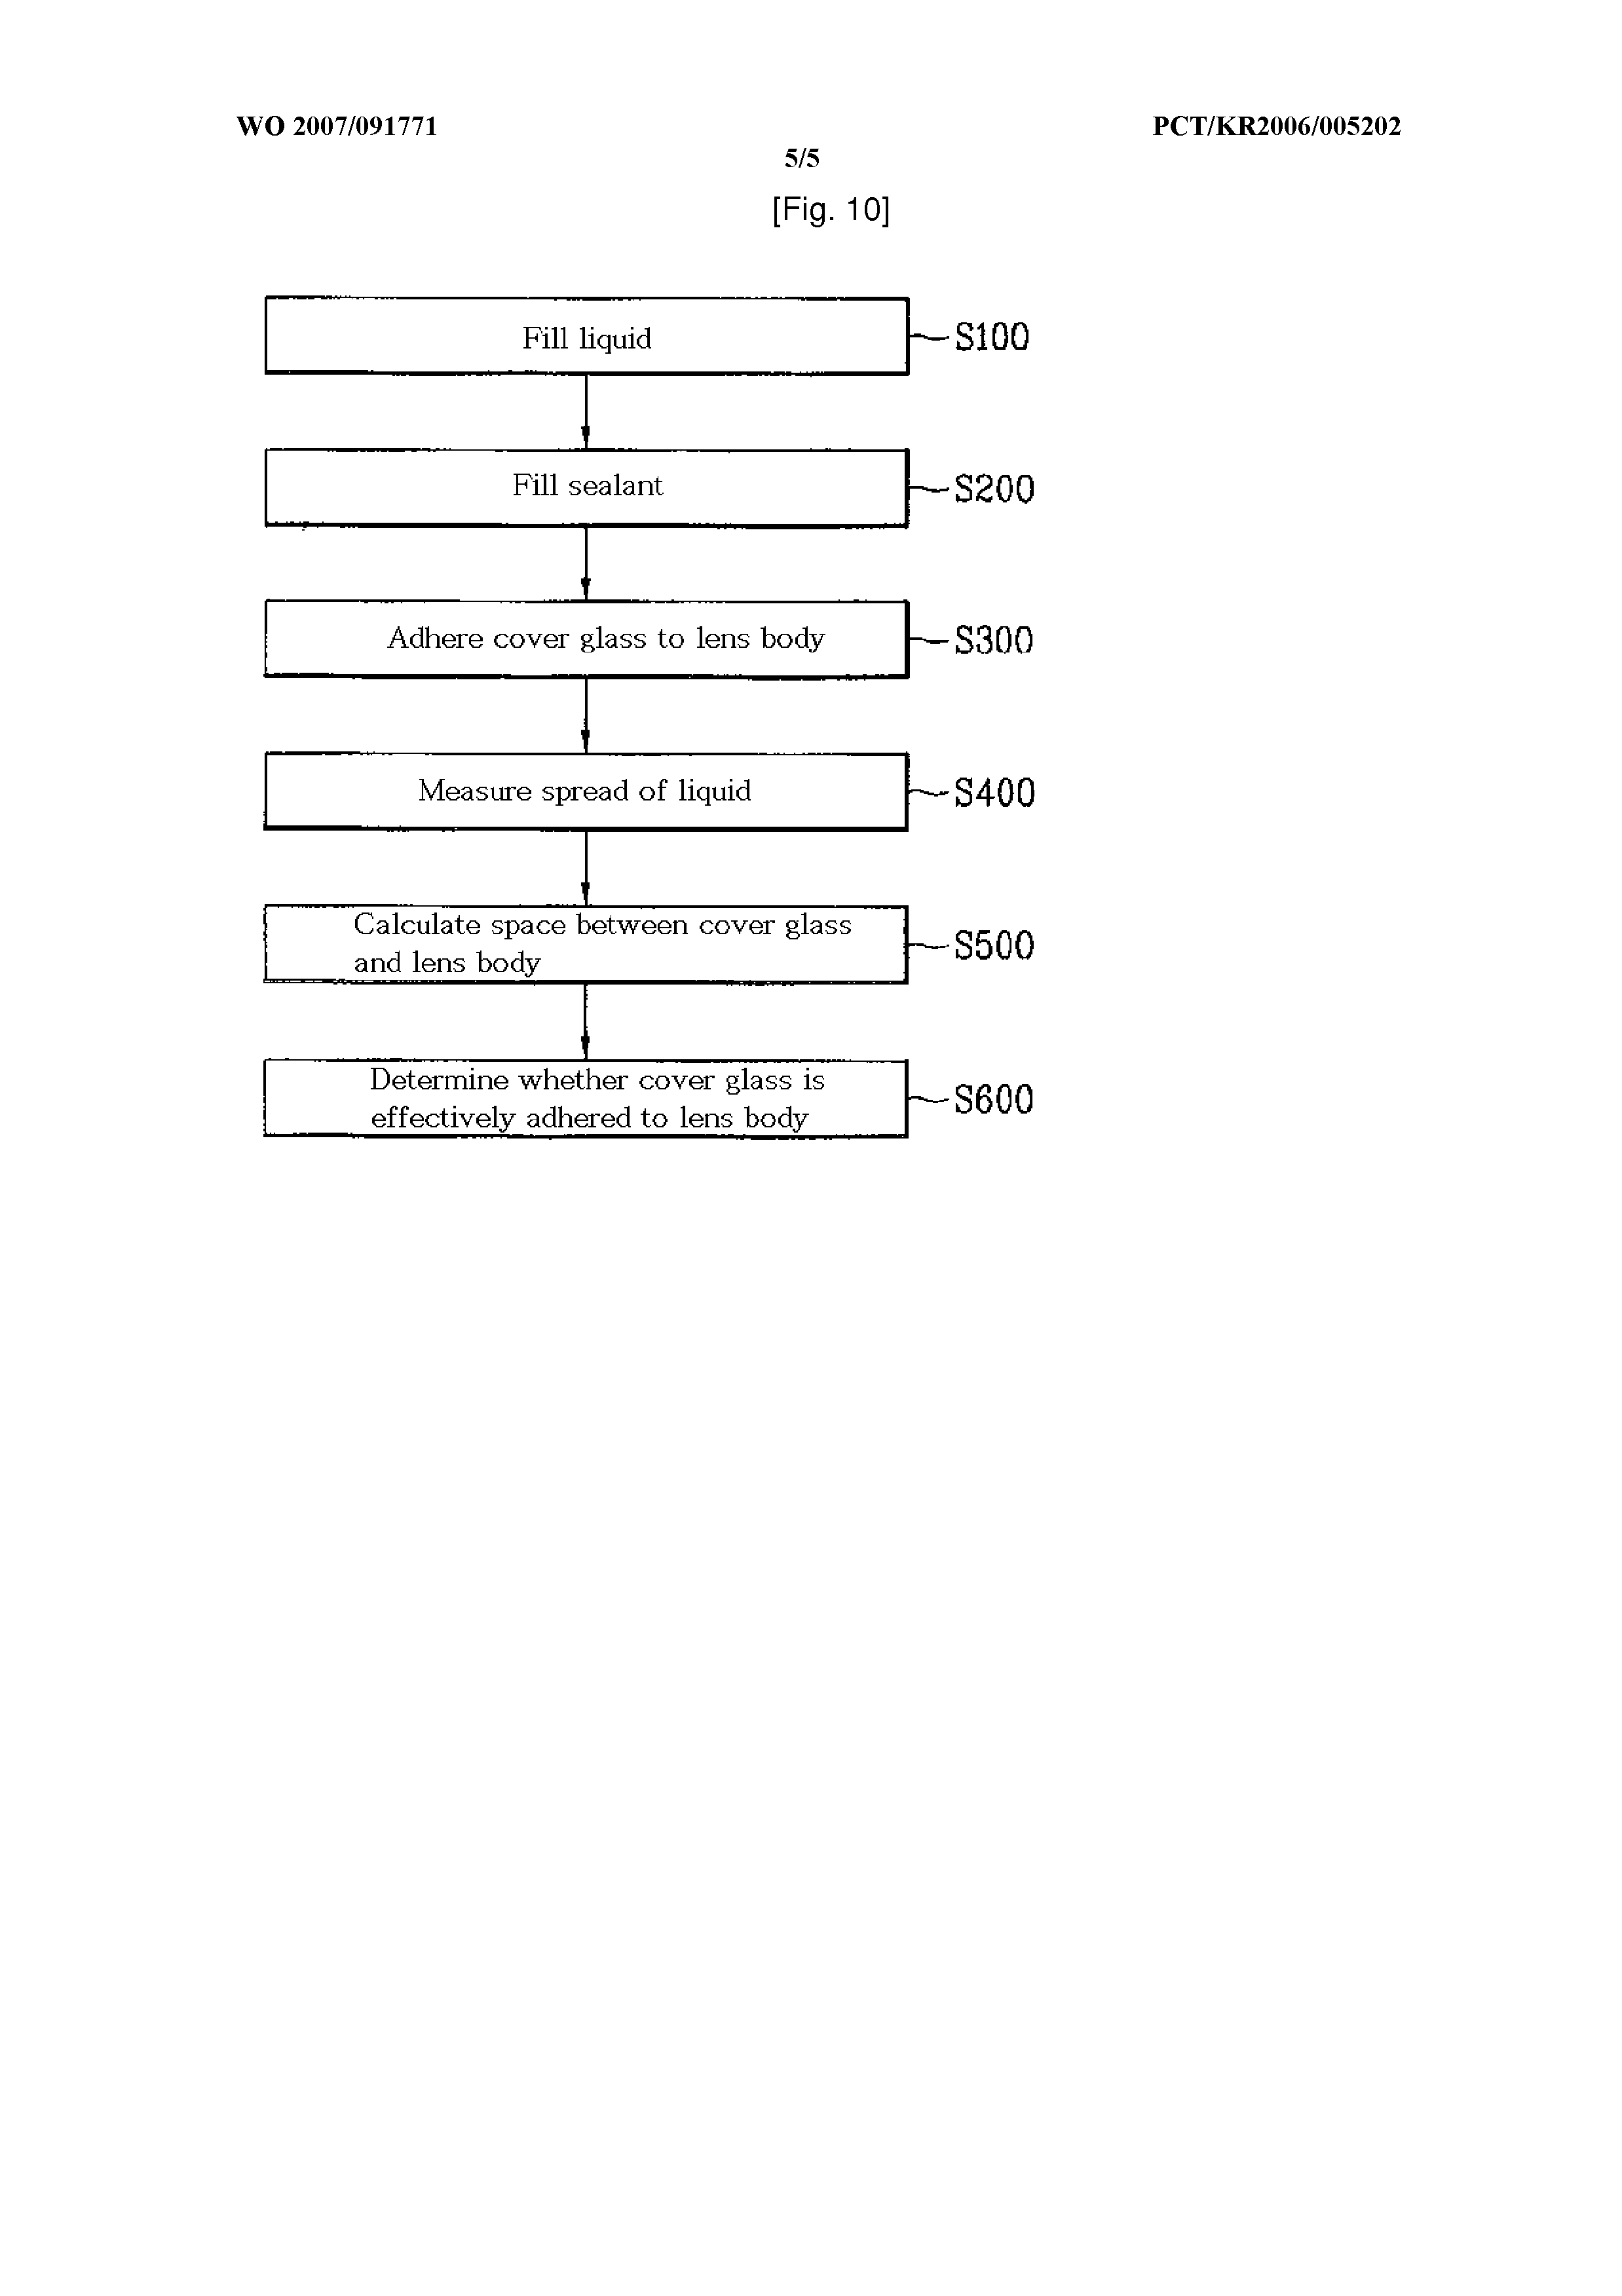 WO 2007/091771 PCT/KR2006/005202
5/5
[Fig. 10]
Fill liquid S100
Fill sealant S200
Adhere cover glass to lens body S300
Measure spread of liquid S400
Calculate space between cover glass
and lens body S500
Determine whether cover glass is
effectively adhered to lens body S600